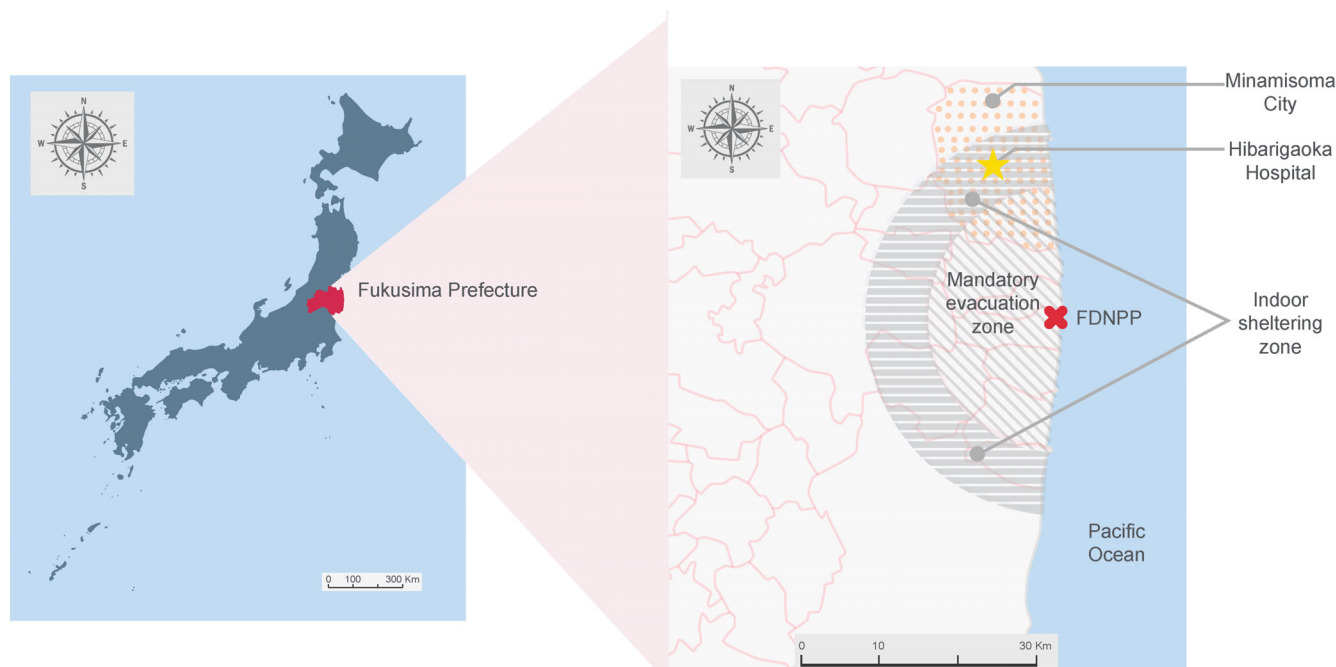 N
W E
S
Fukusima Prefecture
0 100 300 Km
N
W E
S
Minamisoma
City
Hibarigaoka
Hospital
Mandatory
evacuation
zone
FDNPP
Indoor
sheltering
zone
Pacific
Ocean
0 10 30 Km